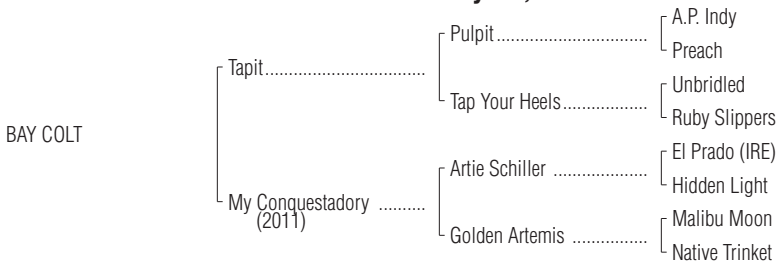 A.P. Indy
Pulpit................................
Preach
Tapit.................................
Unbridled
Tap Your Heels..................
Ruby Slippers
BAY COLT
El Prado (IRE)
Artie Schiller ....................
Hidden Light
My Conquestadory ..........
(2011)
Malibu Moon
Golden Artemis ................
Native Trinket